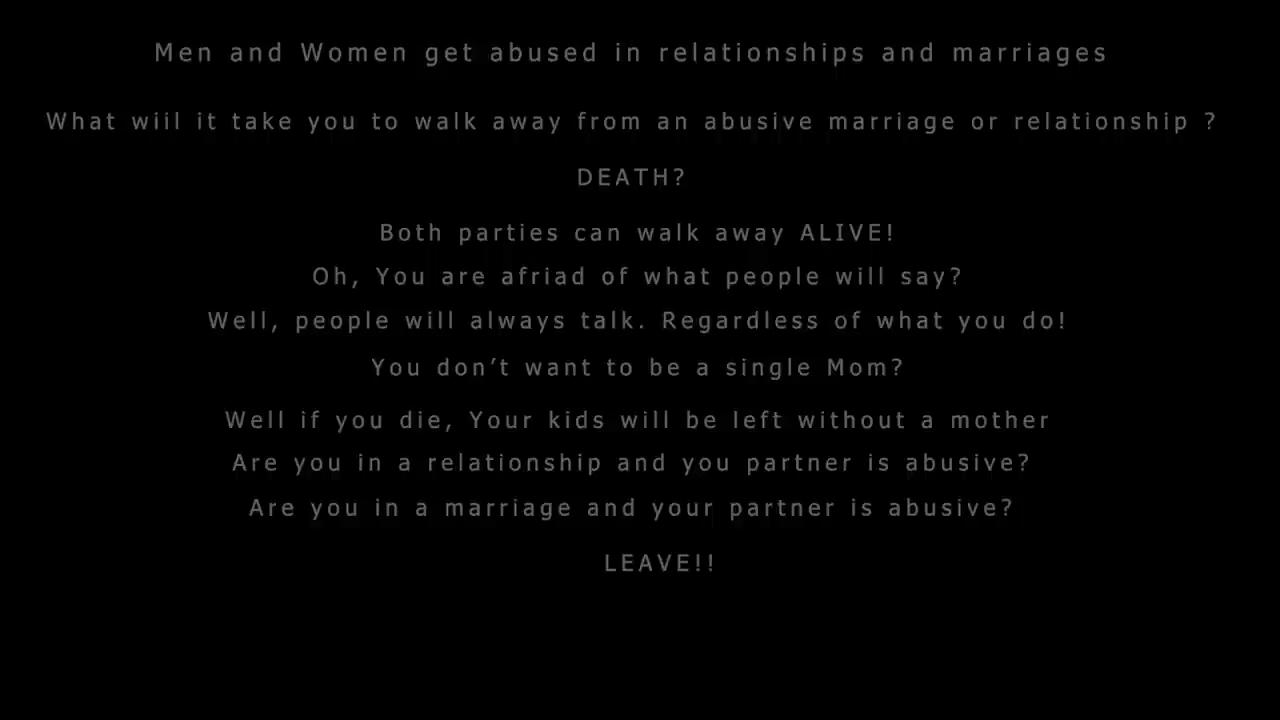 Men and Women get abused in relationships and marriages
What wiil it take you to walk away from an abusive marriage or relationship ?
DEATH?
Both parties can walk away ALIVE!
Oh, You are afriad of what people will say?
Well, people will always talk. Regardless of what you do!
You don’t want to be a single Mom?
Well if you die, Your kids will be left without a mother
Are you in a relationship and you partner is abusive?
Are you in a marriage and your partner is abusive?
LEAVE!!